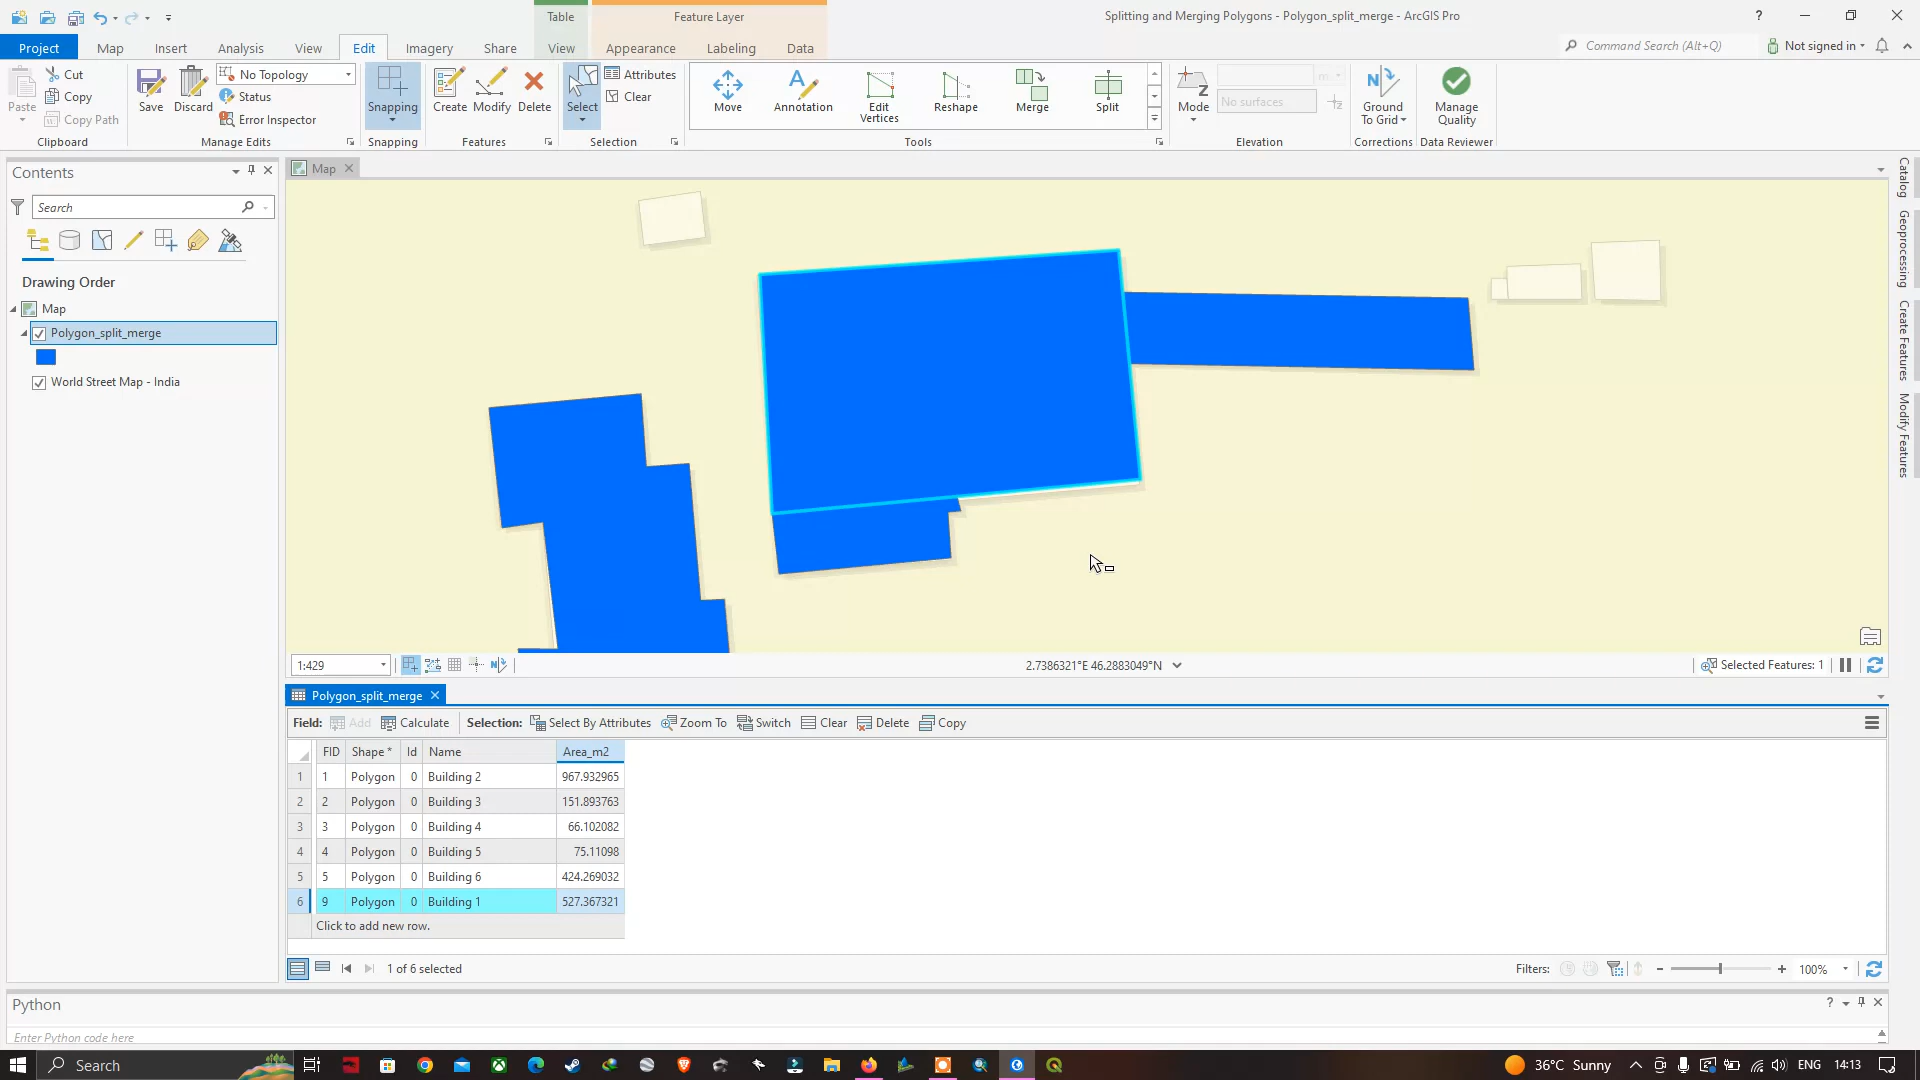 Table
Feature Layer
Splitting and Merging Polygons - Polygon_split_merge - ArcGIS Pro
?
Project
Map
Insert
Analysis
View
Edit
Imagery
Share
View
Appearance
Labeling
Data
Command Search (Alt+Q)
Not signed in
Paste
Cut
Copy
Copy Path
Clipboard
Save
Discard
No Topology
Status
Error Inspector
Manage Edits
Snapping
Snapping
Create
Modify
Delete
Features
Select
Attributes
Clear
Selection
Move
Annotation
Edit
Vertices
Reshape
Merge
Split
Tools
Mode
m
No surfaces
Elevation
Ground
To Grid
Corrections
Manage
Quality
Data Reviewer
Contents
Search
Drawing Order
Map
Polygon_split_merge
World Street Map - India
Map
Catalog
Geoprocessing
Create Features
Modify Features
1:429
2.7386321°E 46.2883049°N
Selected Features: 1
Polygon_split_merge
Field: Add Calculate Selection: Select By Attributes Zoom To Switch Clear Delete Copy
FID Shape * Id Name Area_m2
1 1 Polygon 0 Building 2 967.932965
2 2 Polygon 0 Building 3 151.893763
3 3 Polygon 0 Building 4 66.102082
4 4 Polygon 0 Building 5 75.11098
5 5 Polygon 0 Building 6 424.269032
6 9 Polygon 0 Building 1 527.367321
Click to add new row.
1 of 6 selected
Filters:
100%
Python
?
Enter Python code here
Search
36°C Sunny
ENG
14:13